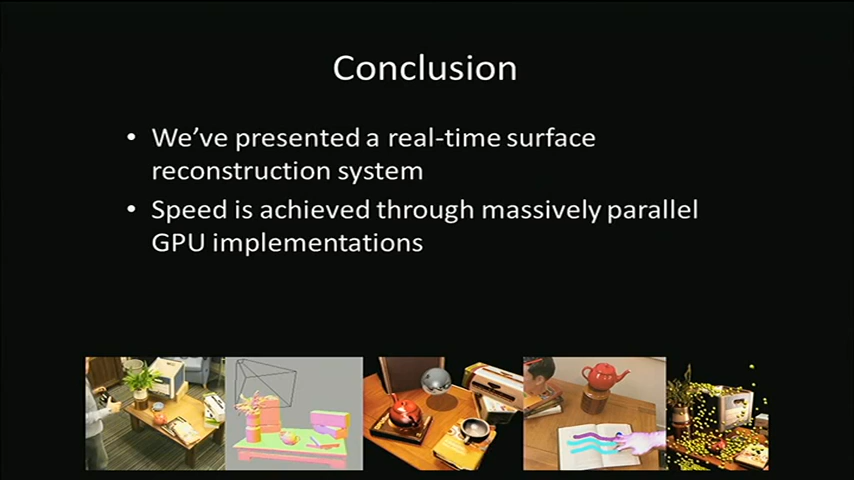 Conclusion
• We've presented a real-time surface
reconstruction system
• Speed is achieved through massively parallel
GPU implementations